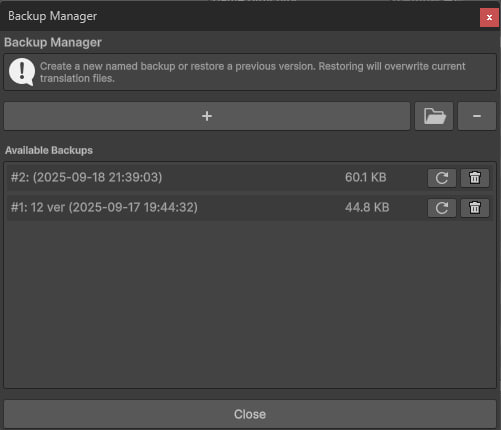 Backup Manager
x
Backup Manager
Create a new named backup or restore a previous version. Restoring will overwrite current
translation files.
+
-
Available Backups
#2: (2025-09-18 21:39:03) 60.1 KB
#1: 12 ver (2025-09-17 19:44:32) 44.8 KB
Close